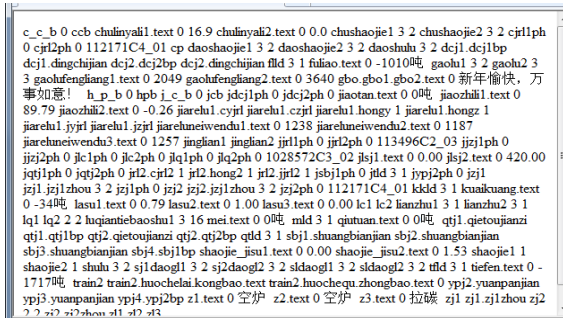 c_c_b 0 ccb chulinyali1.text 0 16.9 chulinyali2.text 0 0.0 chushaojie1 3 2 chushaojie2 3 2 cjrl1ph
0 cjrl2ph 0 112171C4_01 cp daoshaojie1 3 2 daoshaojie2 3 2 daoshulu 3 2 dcj1.dcj1bp
dcj1.dingchijian dcj2.dcj2bp dcj2.dingchijian flld 3 1 fuliao.text 0 -1010吨 gaolu1 3 2 gaolu2 3
3 gaolufengliang1.text 0 2049 gaolufengliang2.text 0 3640 gbo.gbo1.gbo2.text 0 新年愉快，万
事如意！ h_p_b 0 hpb j_c_b 0 jcb jdcj1ph 0 jdcj2ph 0 jiaotan.text 0 0吨 jiaozhili1.text 0
89.79 jiaozhili2.text 0 -0.26 jiarelu1.cyjrl jiarelu1.czjrl jiarelu1.hongy 1 jiarelu1.hongz 1
jiarelu1.jyjrl jiarelu1.jzjrl jiareluneiwendu1.text 0 1238 jiareluneiwendu2.text 0 1187
jiareluneiwendu3.text 0 1257 jinglian1 jinglian2 jjrl1ph 0 jjrl2ph 0 113496C2_03 jjzj1ph 0
jjzj2ph 0 jlc1ph 0 jlc2ph 0 jlq1ph 0 jlq2ph 0 1028572C3_02 jlsj1.text 0 0.00 jlsj2.text 0 420.00
jqtj1ph 0 jqtj2ph 0 jrl2.cjrl2 1 jrl2.hong2 1 jrl2.jjrl2 1 jsbj1ph 0 jtld 3 1 jypj2ph 0 jzj1
jzj1.jzj1zhou 3 2 jzj1ph 0 jzj2 jzj2.jzj1zhou 3 2 jzj2ph 0 112171C4_01 kkld 3 1 kuaikuang.text
0 -34吨 lasu1.text 0 0.79 lasu2.text 0 1.00 lasu3.text 0 0.00 lc1 lc2 lianzhu1 3 1 lianzhu2 3 1
lq1 lq2 2 2 luqiantiebaoshu1 3 16 mei.text 0 0吨 mld 3 1 qiutuan.text 0 0吨 qtj1.qietoujianzi
qtj1.qtj1bp qtj2.qietoujianzi qtj2.qtj2bp qtld 3 1 sbj1.shuangbianjian sbj2.shuangbianjian
sbj3.shuangbianjian sbj4.sbj1bp shaojie_jisu1.text 0 0.00 shaojie_jisu2.text 0 1.53 shaojie1 1
shaojie2 1 shulu 3 2 sj1daogl1 3 2 sj2daogl2 3 2 sldaogl1 3 2 sldaogl2 3 2 tfld 3 1 tiefen.text 0 -
1717吨 train2 train2.huochelai.kongbao.text train2.huochequ.zhongbao.text 0 ypj2.yuanpanjian
ypj3.yuanpanjian ypj4.ypj2bp z1.text 0 空炉 z2.text 0 空炉 z3.text 0 拉碳 zj1 zj1.zj1zhou zj2
2 2 zj2.zj2zhou zl1 zl2 zl3